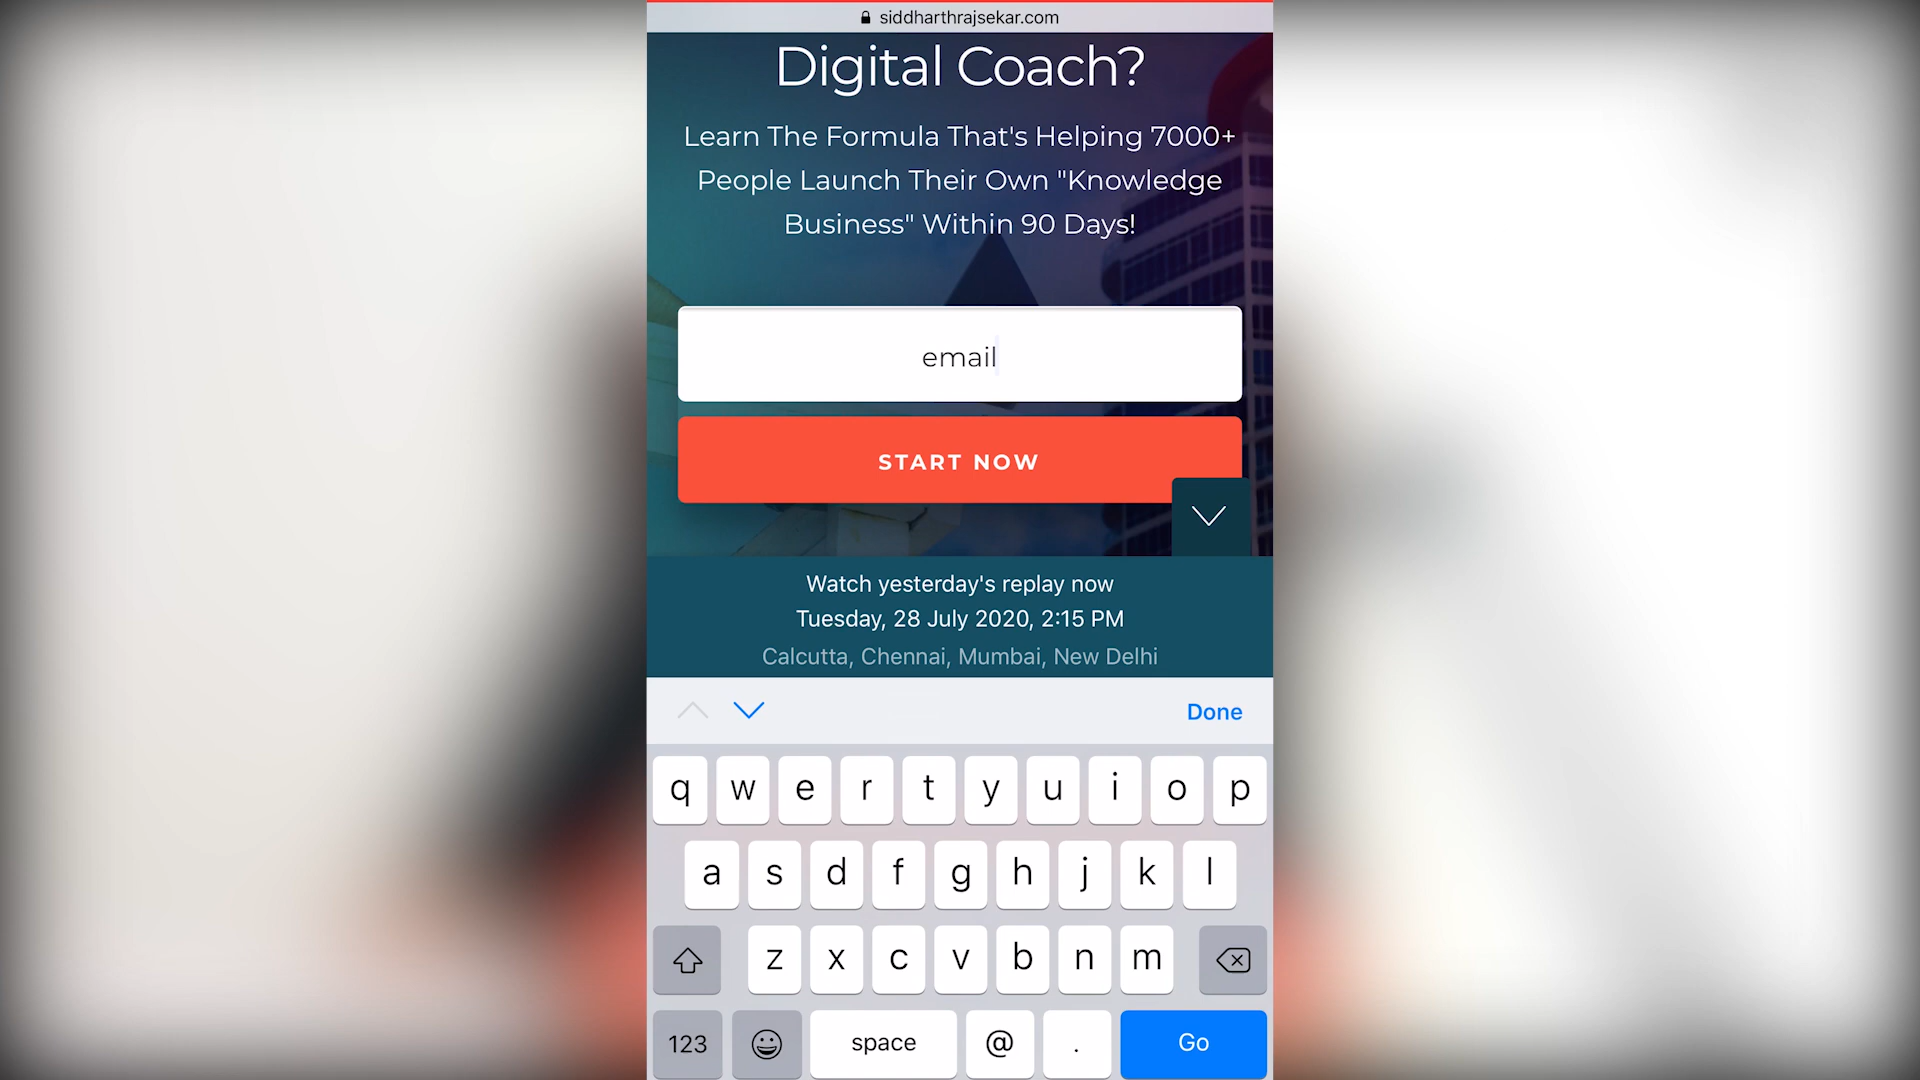 siddharthrajsekar.com
Digital Coach?
Learn The Formula That's Helping 7000+
People Launch Their Own "Knowledge
Business" Within 90 Days!
email
START NOW
Watch yesterday's replay now
Tuesday, 28 July 2020, 2:15 PM
Calcutta, Chennai, Mumbai, New Delhi
Done
q w e r t y u i o p
a s d f g h j k l
z x c v b n m
123 space @ . Go